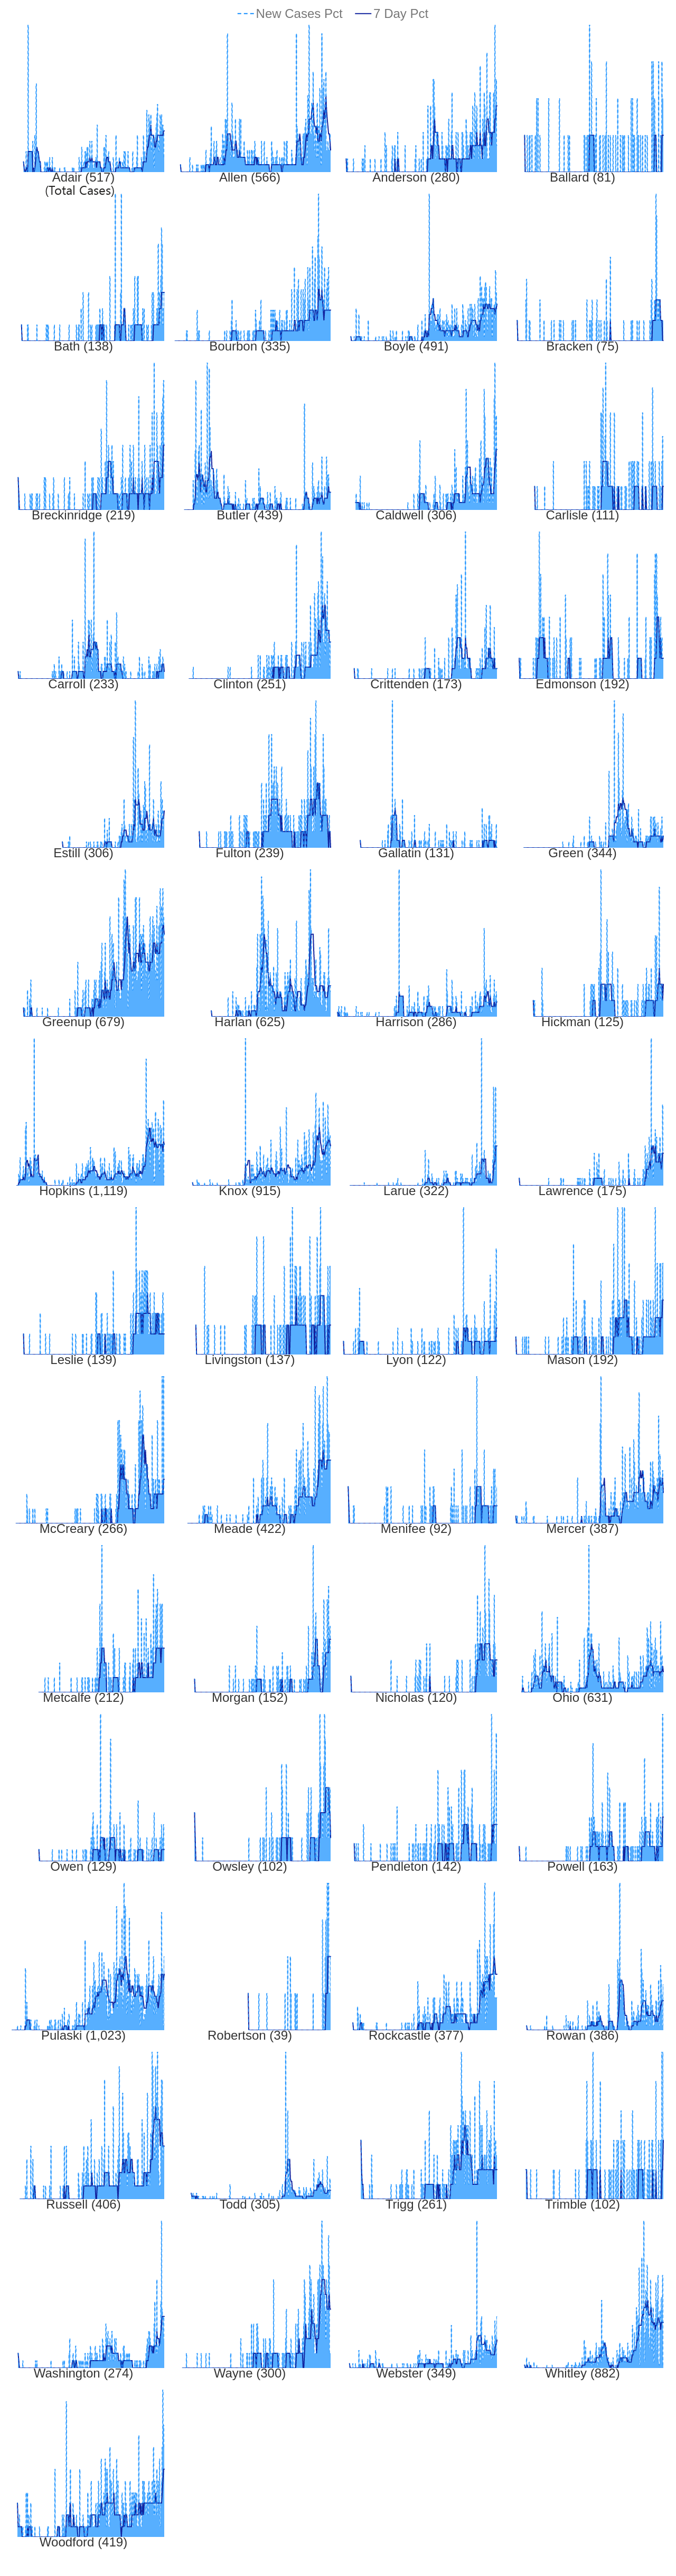 New Cases Pct 7 Day Pct
Adair (517) Allen (566) Anderson (280) Ballard (81)
(Total Cases)
Bath (138) Bourbon (335) Boyle (491) Bracken (75)
Breckinridge (219) Butler (439) Caldwell (306) Carlisle (111)
Carroll (233) Clinton (251) Crittenden (173) Edmonson (192)
Estill (306) Fulton (239) Gallatin (131) Green (344)
Greenup (679) Harlan (625) Harrison (286) Hickman (125)
Hopkins (1,119) Knox (915) Larue (322) Lawrence (175)
Leslie (139) Livingston (137) Lyon (122) Mason (192)
McCreary (266) Meade (422) Menifee (92) Mercer (387)
Metcalfe (212) Morgan (152) Nicholas (120) Ohio (631)
Owen (129) Owsley (102) Pendleton (142) Powell (163)
Pulaski (1,023) Robertson (39) Rockcastle (377) Rowan (386)
Russell (406) Todd (305) Trigg (261) Trimble (102)
Washington (274) Wayne (300) Webster (349) Whitley (882)
Woodford (419)